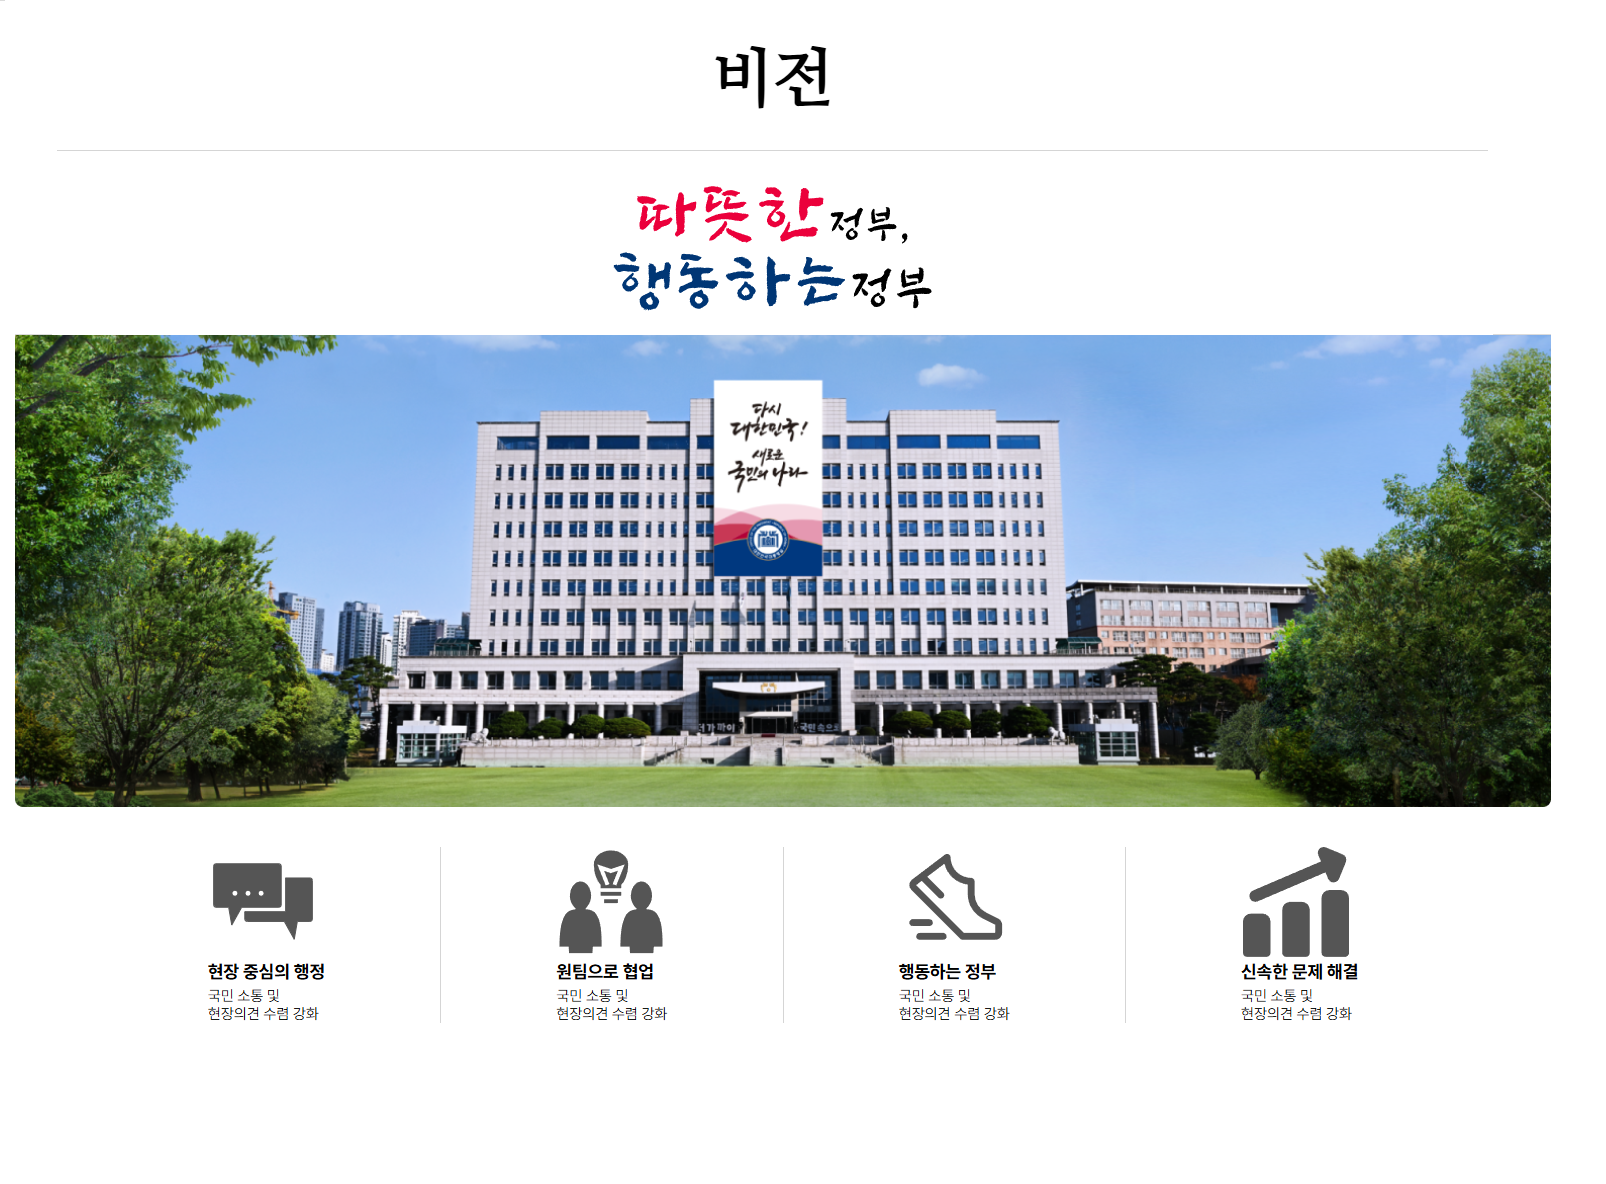 비전
따뜻한 정부,
행동하는 정부
다시
대한민국!
새로운
국민의 나라
국민 속으로
현장 중심의 행정
국민 소통 및
현장의견 수렴 강화
원팀으로 협업
국민 소통 및
현장의견 수렴 강화
행동하는 정부
국민 소통 및
현장의견 수렴 강화
신속한 문제 해결
국민 소통 및
현장의견 수렴 강화